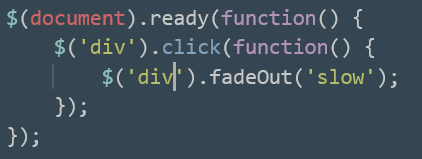 $(document).ready(function() {
    $('div').click(function() {
        $('div').fadeOut('slow');
    });
});